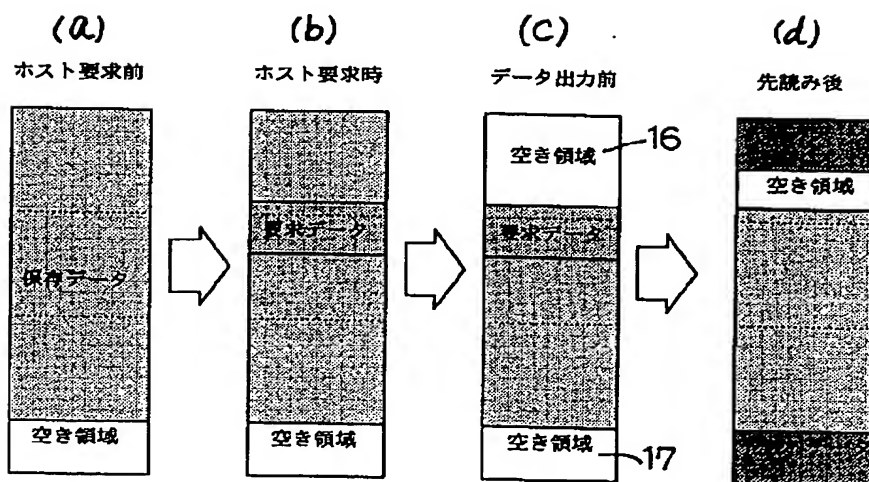 (a)
ホスト要求前
保存データ
空き領域
(b)
ホスト要求時
要求データ
空き領域
(c)
データ出力前
空き領域
16
要求データ
空き領域
17
(d)
先読み後
空き領域